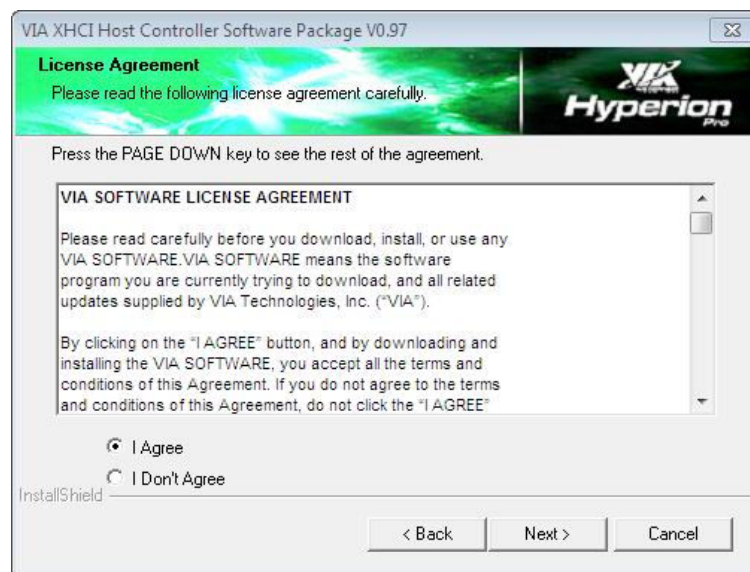 VIA XHCI Host Controller Software Package V0.97
License Agreement
Please read the following license agreement carefully.
VIA
Hyperion
Pro
Press the PAGE DOWN key to see the rest of the agreement.
VIA SOFTWARE LICENSE AGREEMENT
Please read carefully before you download, install, or use any
VIA SOFTWARE.VIA SOFTWARE means the software
program you are currently trying to download, and all related
updates supplied by VIA Technologies, Inc. (“VIA”).
By clicking on the “I AGREE” button, and by downloading and
installing the VIA SOFTWARE, you accept all the terms and
conditions of this Agreement. If you do not agree to the terms
and conditions of this Agreement, do not click the “I AGREE”
I Agree
I Don't Agree
InstallShield
< Back
Next >
Cancel